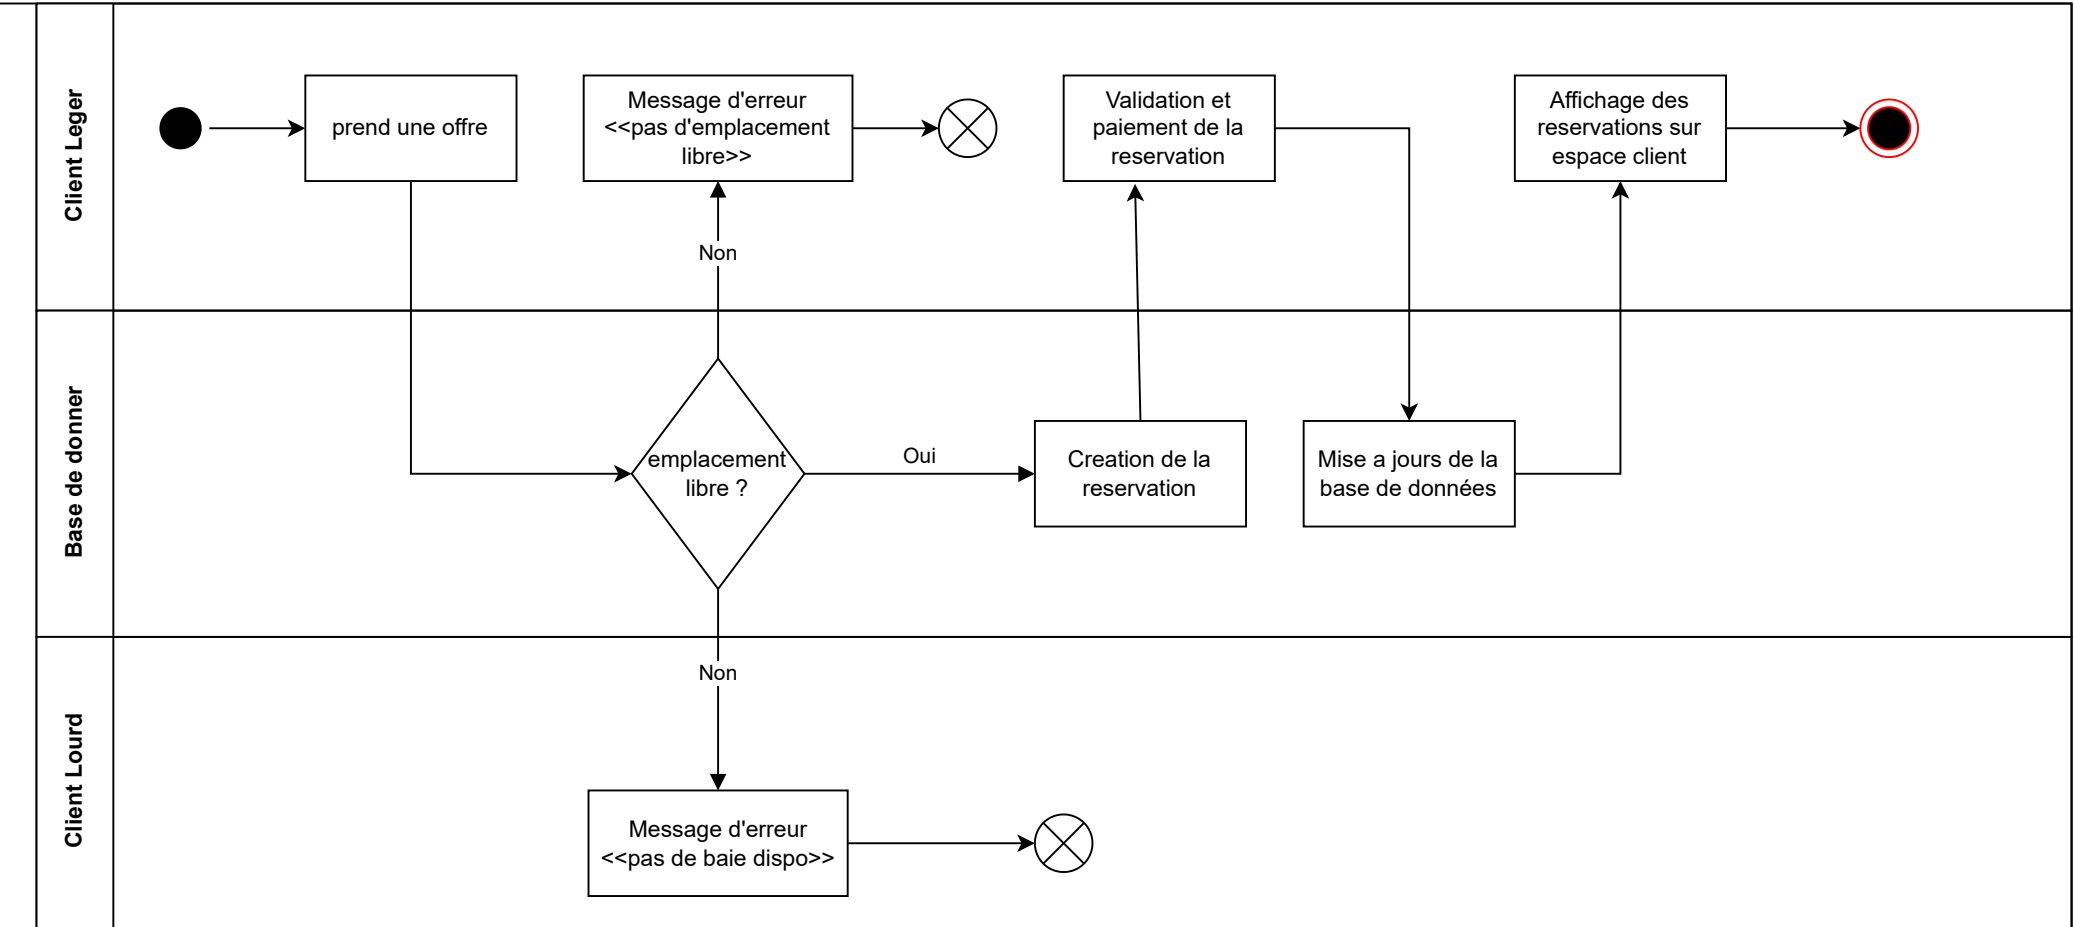 Client Leger
prend une offre
Message d'erreur
<<pas d'emplacement
libre>>
Validation et
paiement de la
reservation
Affichage des
reservations sur
espace client
Non
Base de donner
emplacement
libre ?
Oui
Creation de la
reservation
Mise a jours de la
base de données
Non
Client Lourd
Message d'erreur
<<pas de baie dispo>>